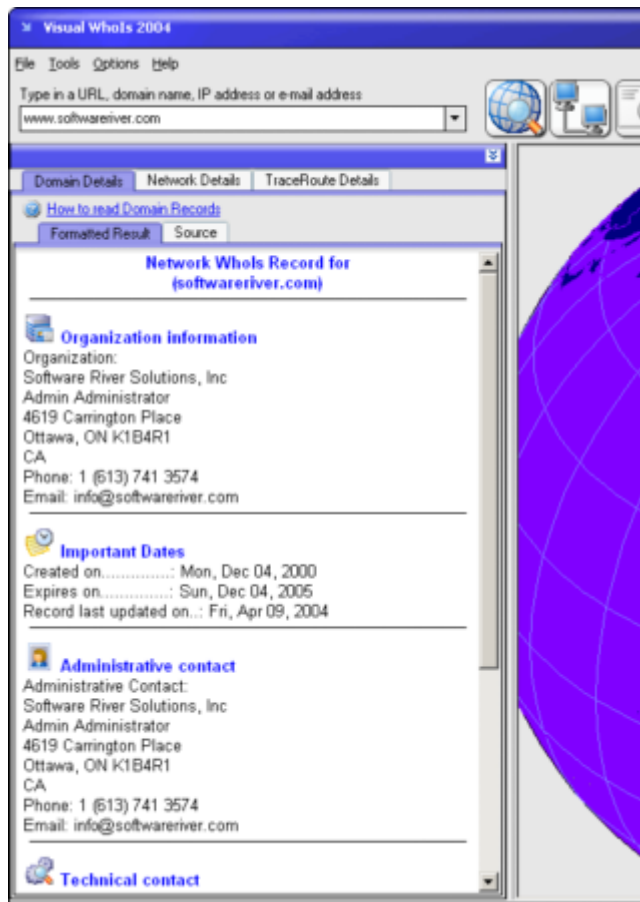 Visual WhoIs 2004
File Tools Options Help
Type in a URL, domain name, IP address or e-mail address
www.softwareriver.com
Domain Details Network Details TraceRoute Details
How to read Domain Records
Formatted Result Source
Network WhoIs Record for
(softwareriver.com)
Organization information
Organization:
Software River Solutions, Inc
Admin Administrator
4619 Carrington Place
Ottawa, ON K1B4R1
CA
Phone: 1 (613) 741 3574
Email: info@softwareriver.com
Important Dates
Created on..............: Mon, Dec 04, 2000
Expires on..............: Sun, Dec 04, 2005
Record last updated on..: Fri, Apr 09, 2004
Administrative contact
Administrative Contact:
Software River Solutions, Inc
Admin Administrator
4619 Carrington Place
Ottawa, ON K1B4R1
CA
Phone: 1 (613) 741 3574
Email: info@softwareriver.com
Technical contact